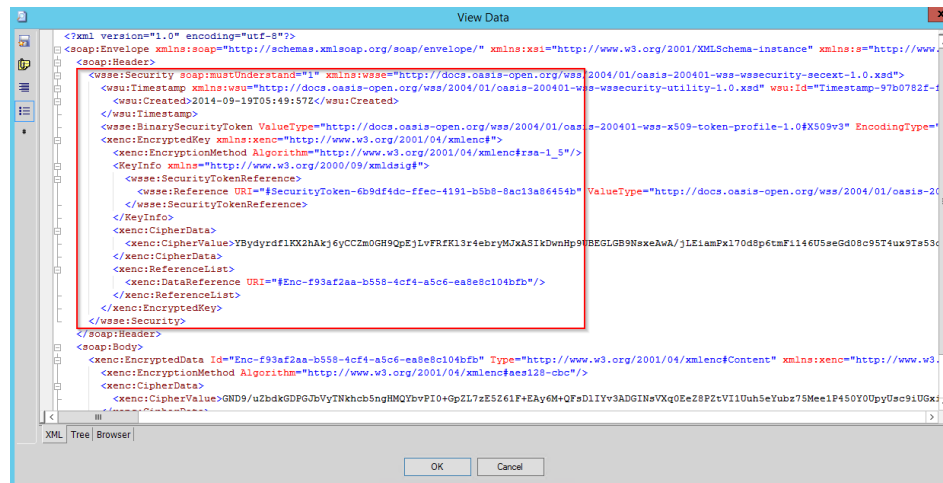 View Data
<?xml version="1.0" encoding="utf-8"?>
<soap:Envelope xmlns:soap="http://schemas.xmlsoap.org/soap/envelope/" xmlns:xsi="http://www.w3.org/2001/XMLSchema-instance" xmlns:s="http://www.
<soap:Header>
<wsse:Security soap:mustUnderstand="1" xmlns:wsse="http://docs.oasis-open.org/wss/2004/01/oasis-200401-wss-wssecurity-secext-1.0.xsd">
<wsu:Timestamp xmlns:wsu="http://docs.oasis-open.org/wss/2004/01/oasis-200401-wss-wssecurity-utility-1.0.xsd" wsu:Id="Timestamp-97b0782f-f
<wsu:Created>2014-09-19T05:49:57Z</wsu:Created>
</wsu:Timestamp>
<wsse:BinarySecurityToken ValueType="http://docs.oasis-open.org/wss/2004/01/oasis-200401-wss-x509-token-profile-1.0#X509v3" EncodingType="
<xenc:EncryptedKey xmlns:xenc="http://www.w3.org/2001/04/xmlenc#">
<xenc:EncryptionMethod Algorithm="http://www.w3.org/2001/04/xmlenc#rsa-1_5"/>
<KeyInfo xmlns="http://www.w3.org/2000/09/xmldsig#">
<wsse:SecurityTokenReference>
<wsse:Reference URI="#SecurityToken-6b9df4dc-ffec-4191-b5b8-8ac13a86454b" ValueType="http://docs.oasis-open.org/wss/2004/01/oasis-20
</wsse:SecurityTokenReference>
</KeyInfo>
<xenc:CipherData>
<xenc:CipherValue>YBydyrdflKX2hAkj6yCCZm0GH9QpEjLvFRfKl3r4ebryMJxASIkDwnHp9UBEGLGB9NsxeAwA/jLEiamPxl70d8p6tmFi146U5seGd08c95T4ux9Ts53c
</xenc:CipherData>
<xenc:ReferenceList>
<xenc:DataReference URI="#Enc-f93af2aa-b558-4cf4-a5c6-ea8e8c104bfb"/>
</xenc:ReferenceList>
</xenc:EncryptedKey>
</wsse:Security>
</soap:Header>
<soap:Body>
<xenc:EncryptedData Id="Enc-f93af2aa-b558-4cf4-a5c6-ea8e8c104bfb" Type="http://www.w3.org/2001/04/xmlenc#Content" xmlns:xenc="http://www.w3.
<xenc:EncryptionMethod Algorithm="http://www.w3.org/2001/04/xmlenc#aes128-cbc"/>
<xenc:CipherData>
<xenc:CipherValue>GND9/uZbdkGDPGJbVyTNkhcb5ngHMQYbvPI0+GpZL7zE5Z61F+EAy6M+QFsDlIYv3ADGINsVXq0EeZ8PZtVI1Uuh5eYubz75Mee1P450Y0UpyUsc9iUGxi
XML Tree Browser
OK Cancel